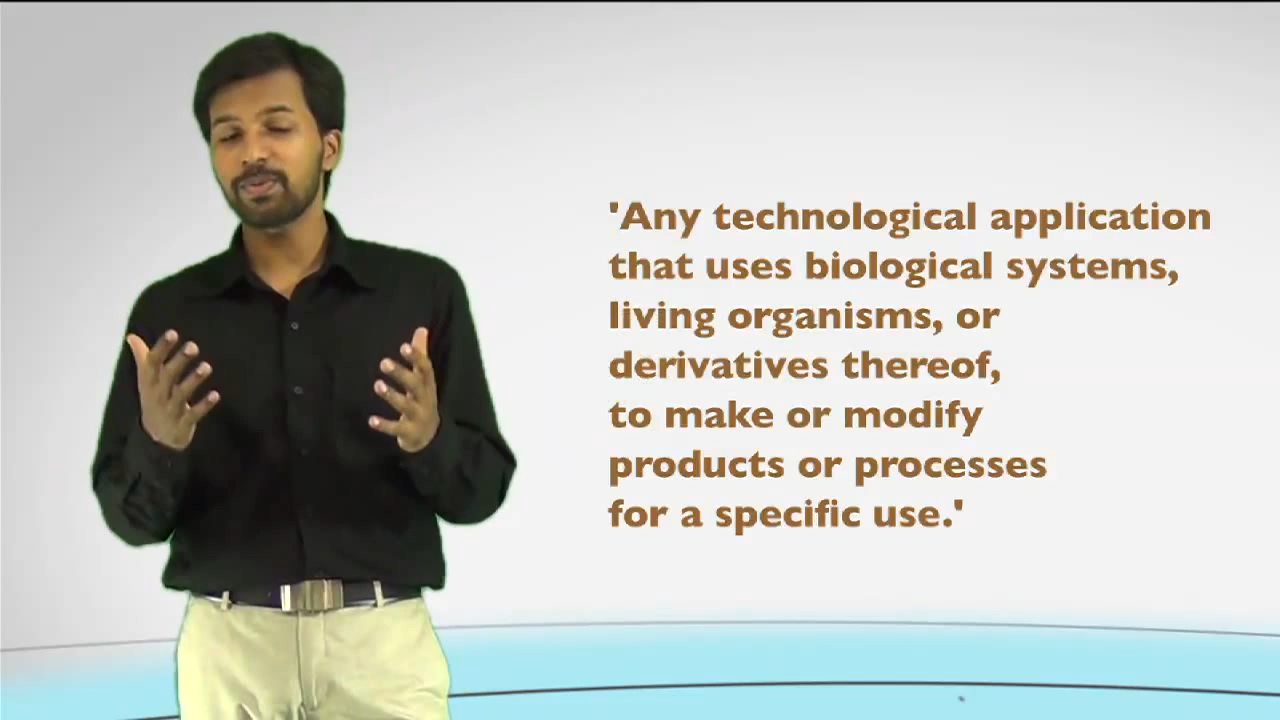 'Any technological application
that uses biological systems,
living organisms, or
derivatives thereof,
to make or modify
products or processes
for a specific use.'